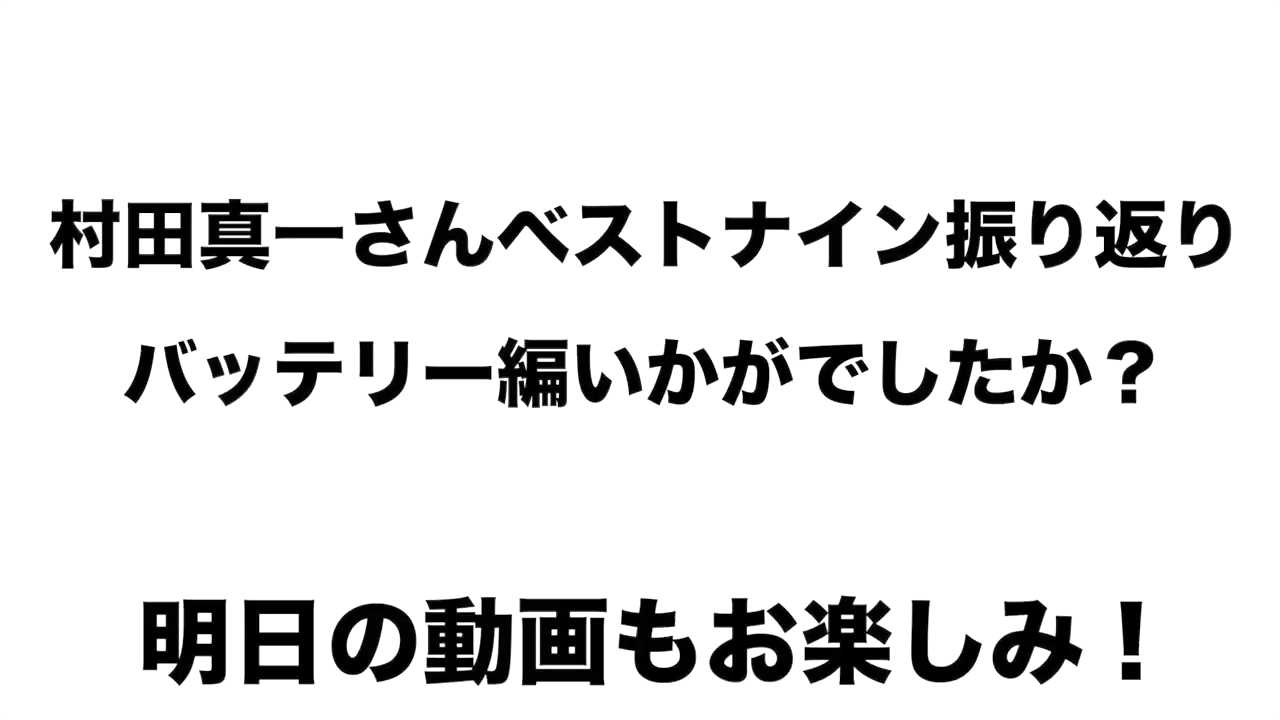 村田真一さんベストナイン振り返り
バッテリー編いかがでしたか？
明日の動画もお楽しみ！